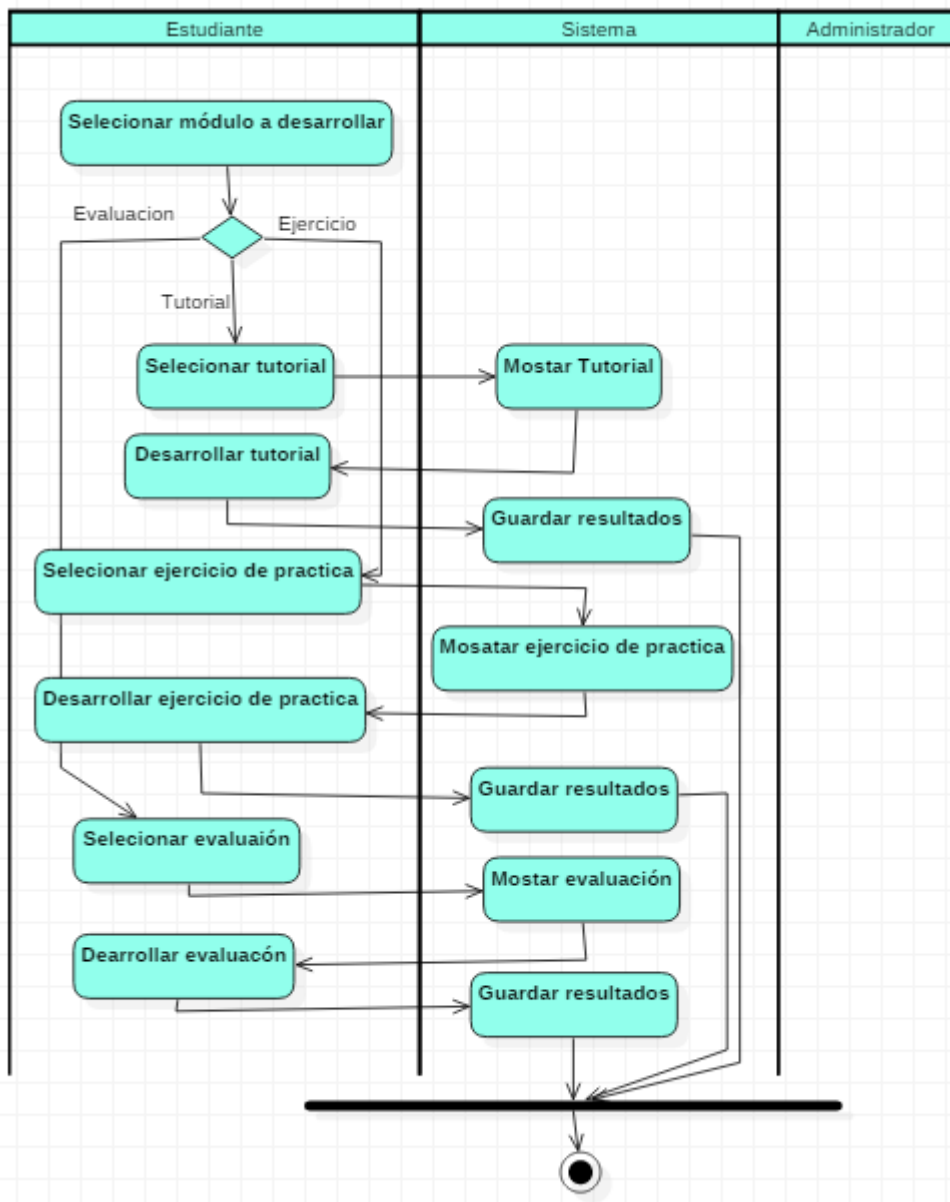 Estudiante
Sistema
Administrador
Selecionar módulo a desarrollar
Evaluacion
Ejercicio
Tutorial
Selecionar tutorial
Mostar Tutorial
Desarrollar tutorial
Guardar resultados
Selecionar ejercicio de practica
Mosatar ejercicio de practica
Desarrollar ejercicio de practica
Guardar resultados
Selecionar evaluaión
Mostar evaluación
Dearrollar evaluacón
Guardar resultados